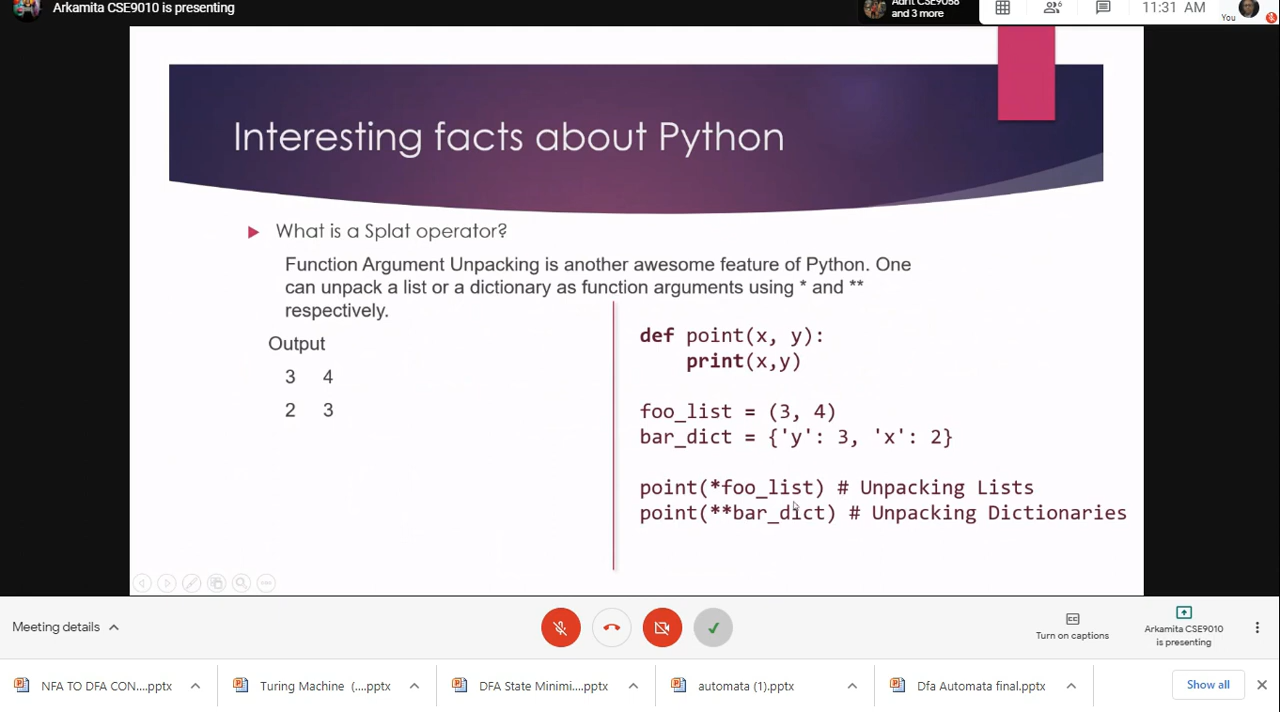 Arkamita CSE9010 is presenting
Adrit CSE9058
and 3 more
11:31 AM
You
Interesting facts about Python
What is a Splat operator?
Function Argument Unpacking is another awesome feature of Python. One
can unpack a list or a dictionary as function arguments using * and **
respectively.
Output
3 4
2 3
def point(x, y):
print(x,y)
foo_list = (3, 4)
bar_dict = {'y': 3, 'x': 2}
point(*foo_list) # Unpacking Lists
point(**bar_dict) # Unpacking Dictionaries
Meeting details
Turn on captions
Arkamita CSE9010
is presenting
NFA TO DFA CON....pptx
Turing Machine (....pptx
DFA State Minimi....pptx
automata (1).pptx
Dfa Automata final.pptx
Show all